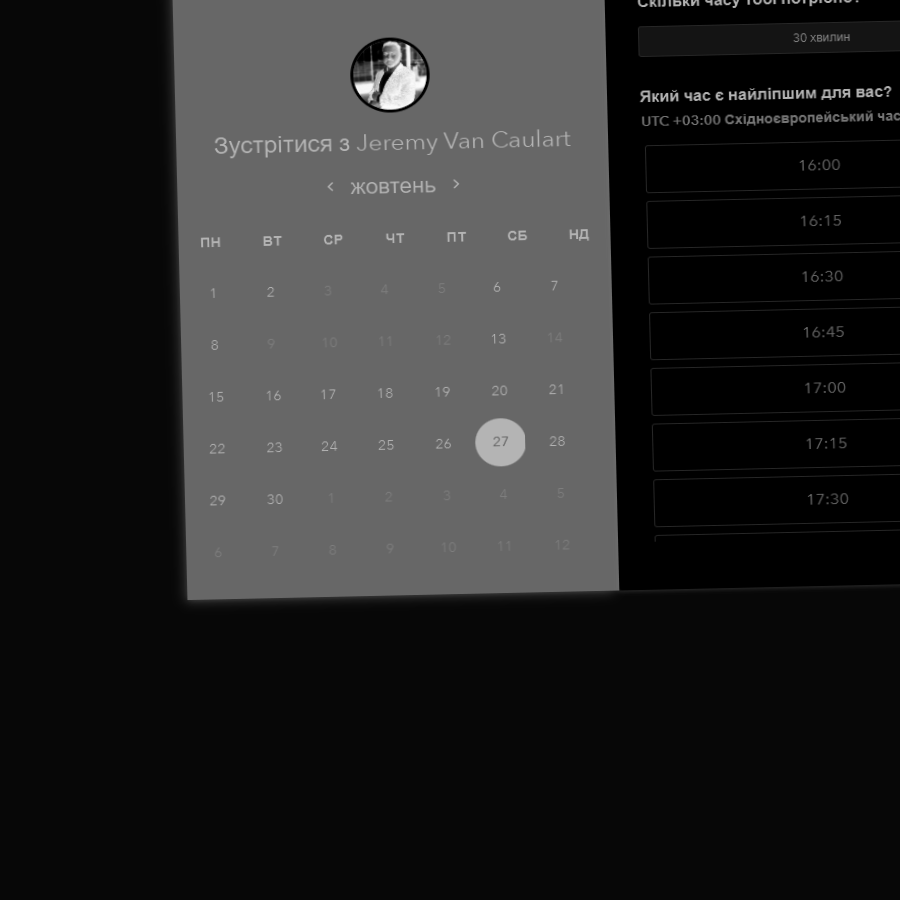 Зустрітися з Jeremy Van Caulart
‹ жовтень ›
ПН ВТ СР ЧТ ПТ СБ НД
1 2 3 4 5 6 7
8 9 10 11 12 13 14
15 16 17 18 19 20 21
22 23 24 25 26 27 28
29 30 1 2 3 4 5
6 7 8 9 10 11 12
Скільки часу тобі потрібно?
30 хвилин
Який час є найліпшим для вас?
UTC +03:00 Східноєвропейський час
16:00
16:15
16:30
16:45
17:00
17:15
17:30